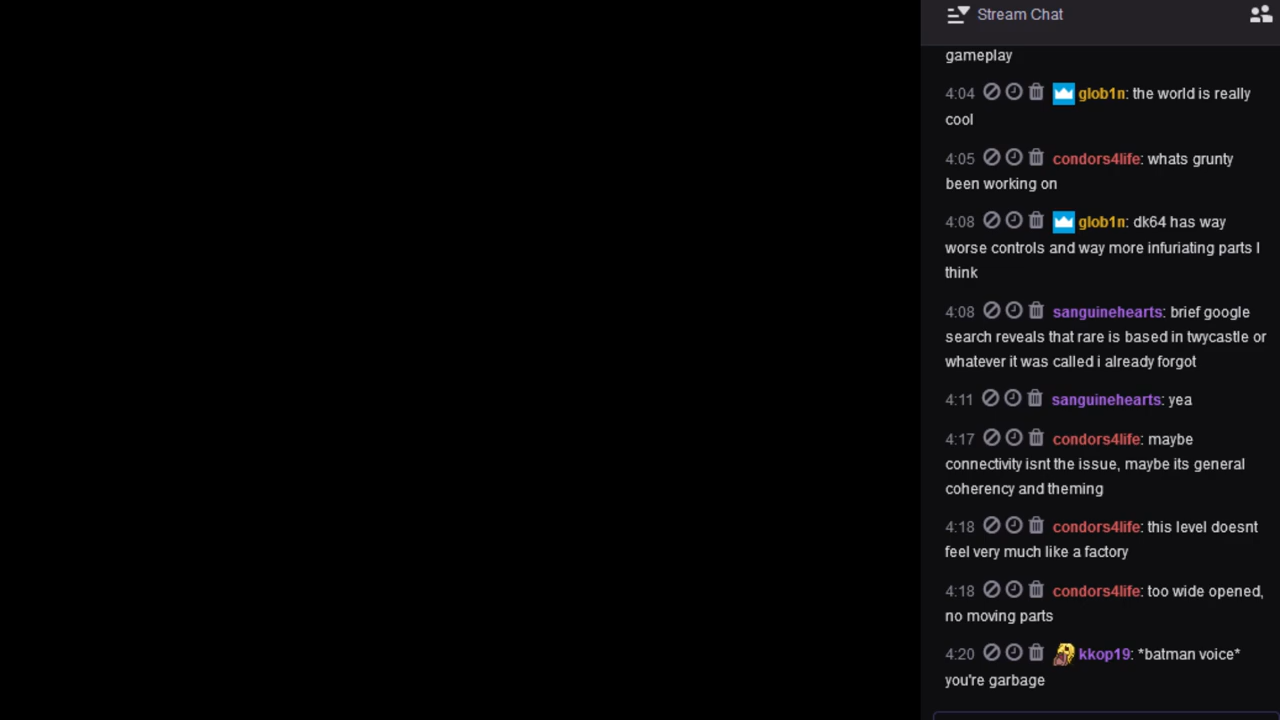 Stream Chat
gameplay
4:04 glob1n: the world is really
cool
4:05 condors4life: whats grunty
been working on
4:08 glob1n: dk64 has way
worse controls and way more infuriating parts I
think
4:08 sanguinehearts: brief google
search reveals that rare is based in twycastle or
whatever it was called i already forgot
4:11 sanguinehearts: yea
4:17 condors4life: maybe
connectivity isnt the issue, maybe its general
coherency and theming
4:18 condors4life: this level doesnt
feel very much like a factory
4:18 condors4life: too wide opened,
no moving parts
4:20 kkop19: *batman voice*
you're garbage